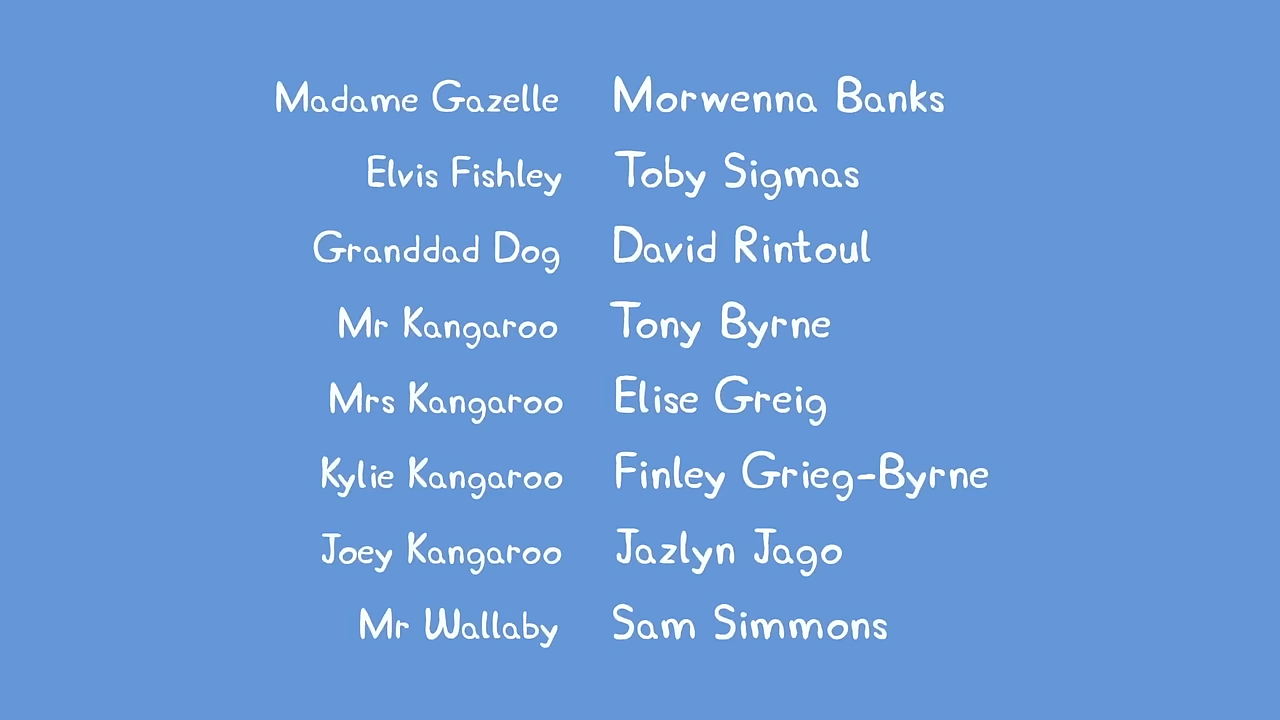 Madame Gazelle Morwenna Banks
Elvis Fishley Toby Sigmas
Granddad Dog David Rintoul
Mr Kangaroo Tony Byrne
Mrs Kangaroo Elise Greig
Kylie Kangaroo Finley Grieg-Byrne
Joey Kangaroo Jazlyn Jago
Mr Wallaby Sam Simmons